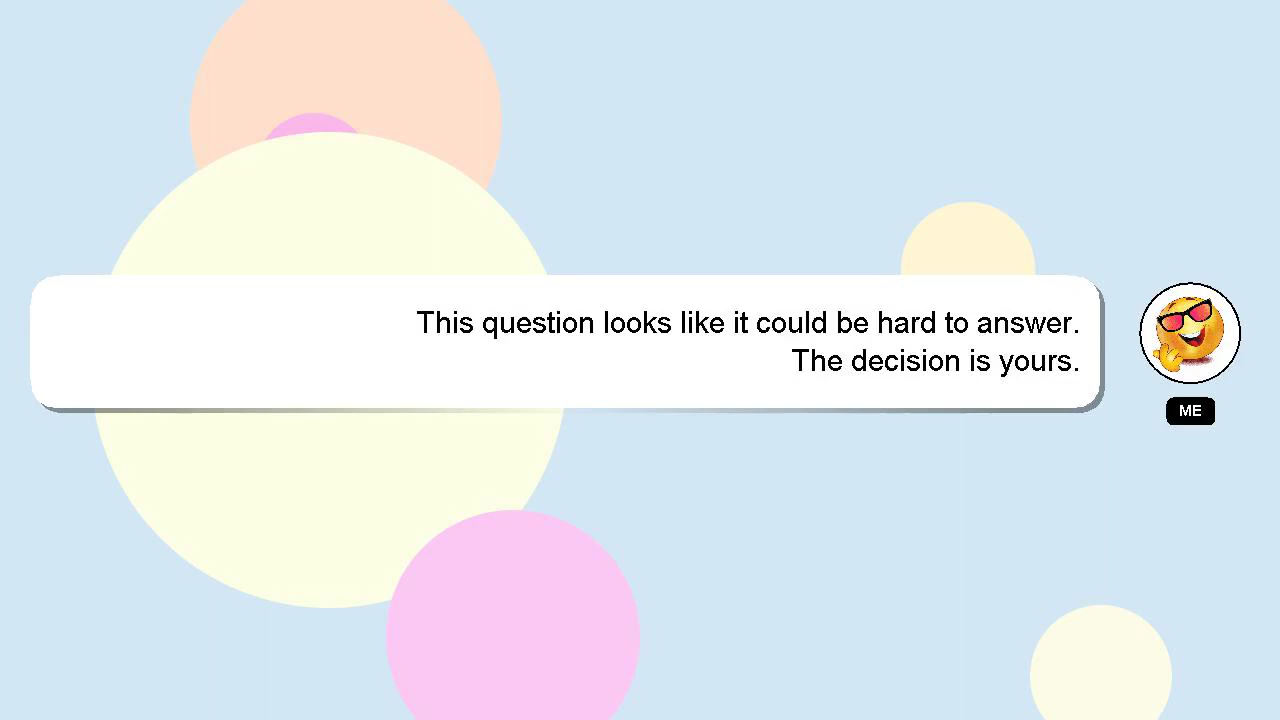 This question looks like it could be hard to answer.
The decision is yours.
ME